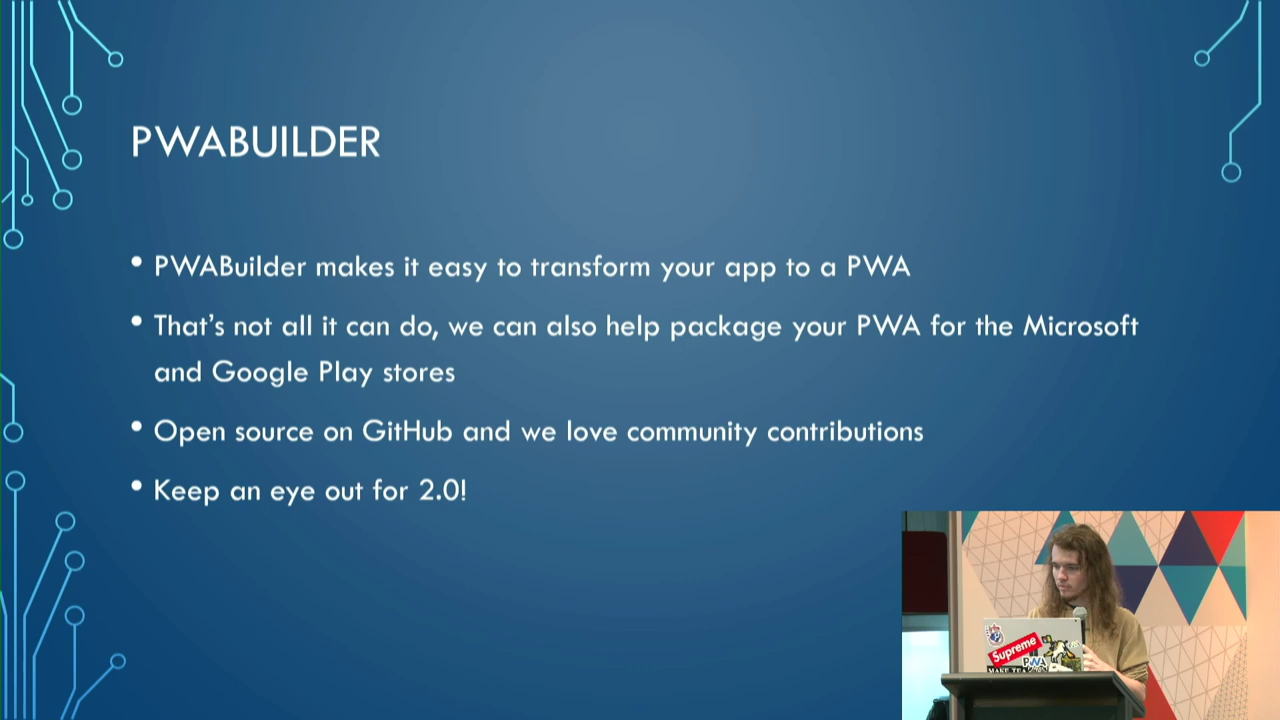 PWABUILDER
• PWABuilder makes it easy to transform your app to a PWA
• That's not all it can do, we can also help package your PWA for the Microsoft
and Google Play stores
• Open source on GitHub and we love community contributions
• Keep an eye out for 2.0!
Supreme
PWA
MAKE TEA